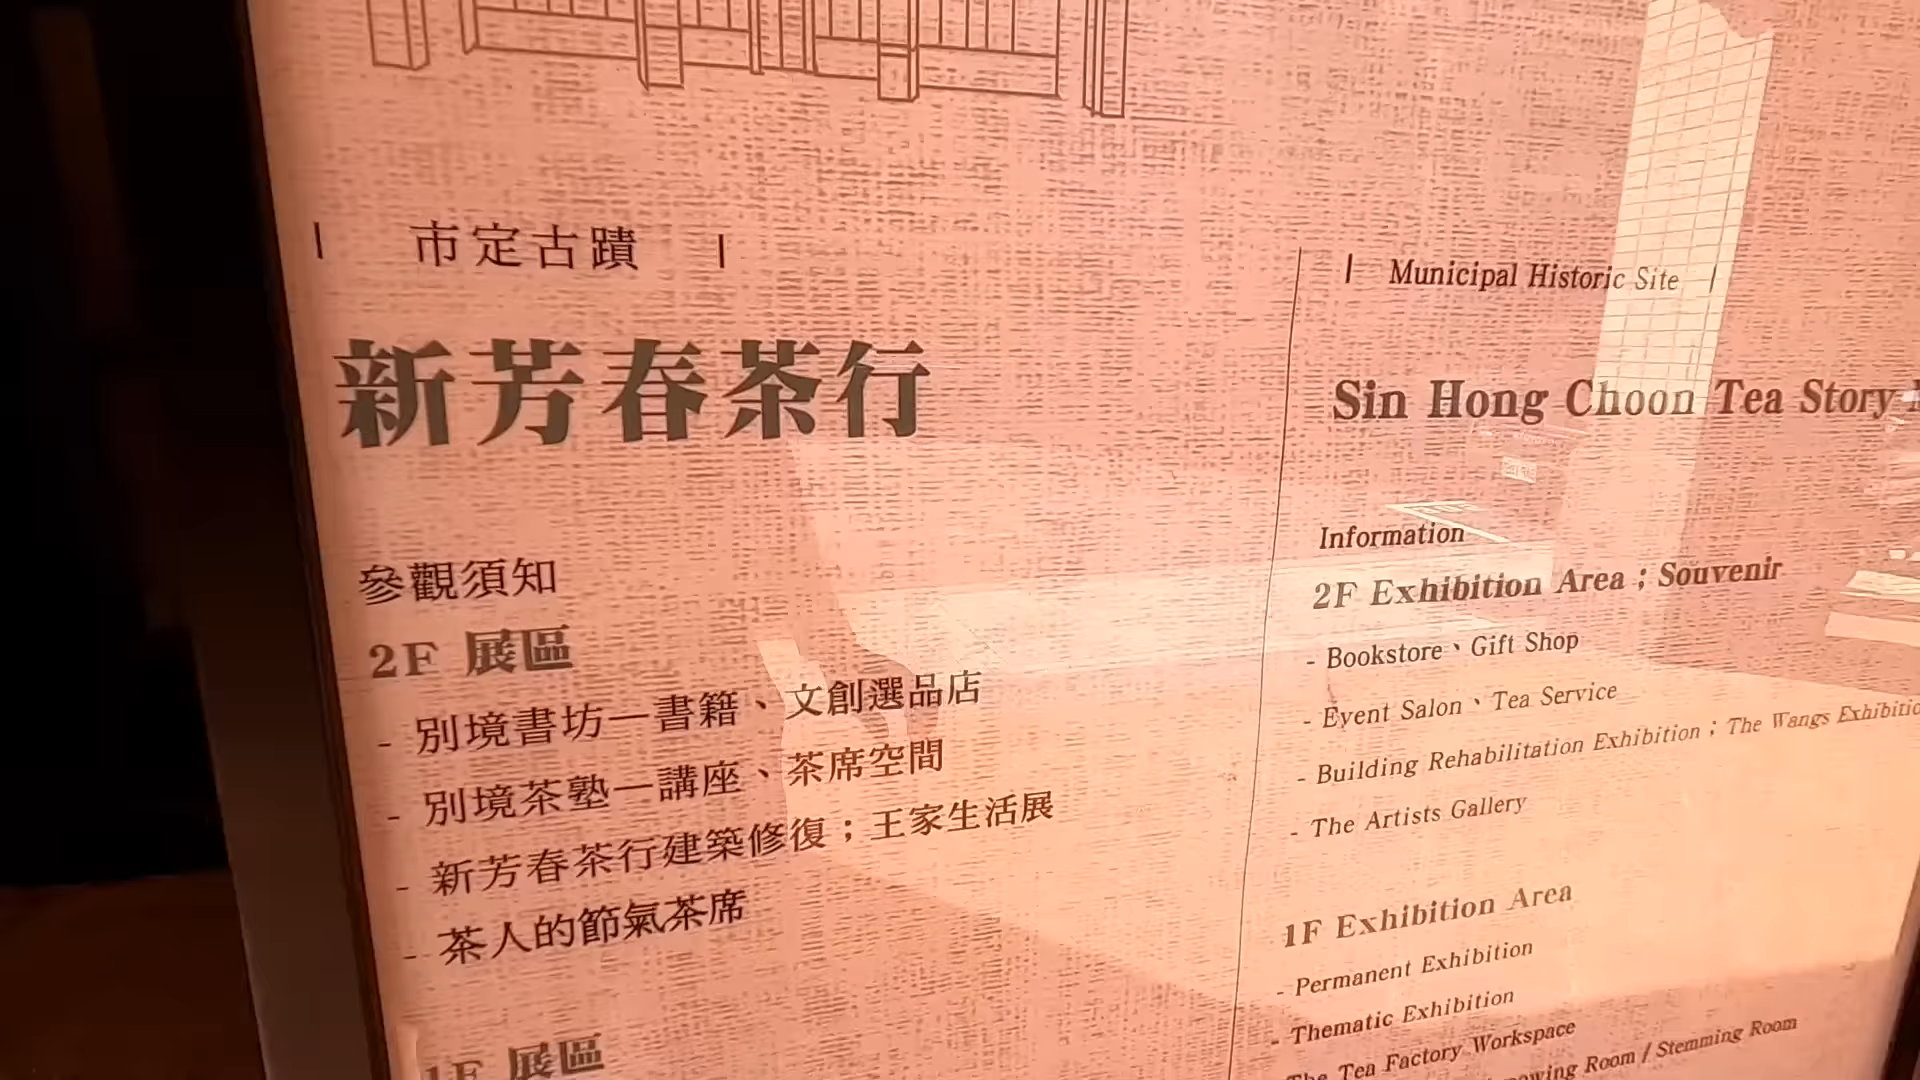 市定古蹟
新芳春茶行
參觀須知
2F 展區
- 別境書坊—書籍、文創選品店
- 別境茶塾—講座、茶席空間
- 新芳春茶行建築修復；王家生活展
- 茶人的節氣茶席
1F 展區
Municipal Historic Site
Sin Hong Choon Tea Story
Information
2F Exhibition Area；Souvenir
- Bookstore、Gift Shop
- Event Salon、Tea Service
- Building Rehabilitation Exhibition；The Wangs
- The Artists Gallery
1F Exhibition Area
- Permanent Exhibition
- Thematic Exhibition
The Tea Factory Workspace
Room / Stemming Room